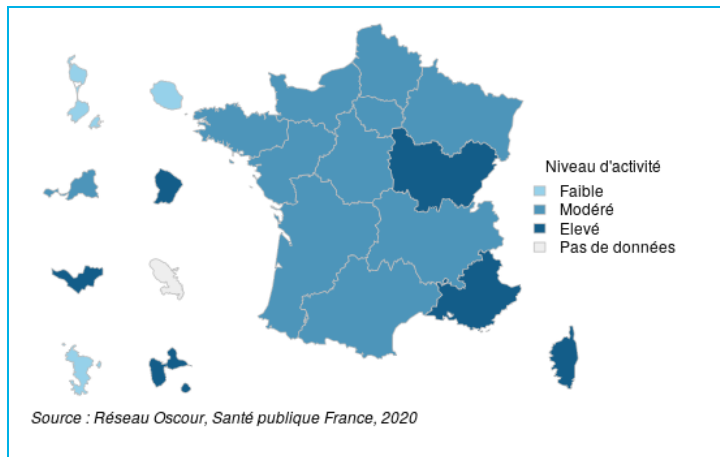 Niveau d'activité
Faible
Modéré
Elevé
Pas de données
Source : Réseau Oscour, Santé publique France, 2020